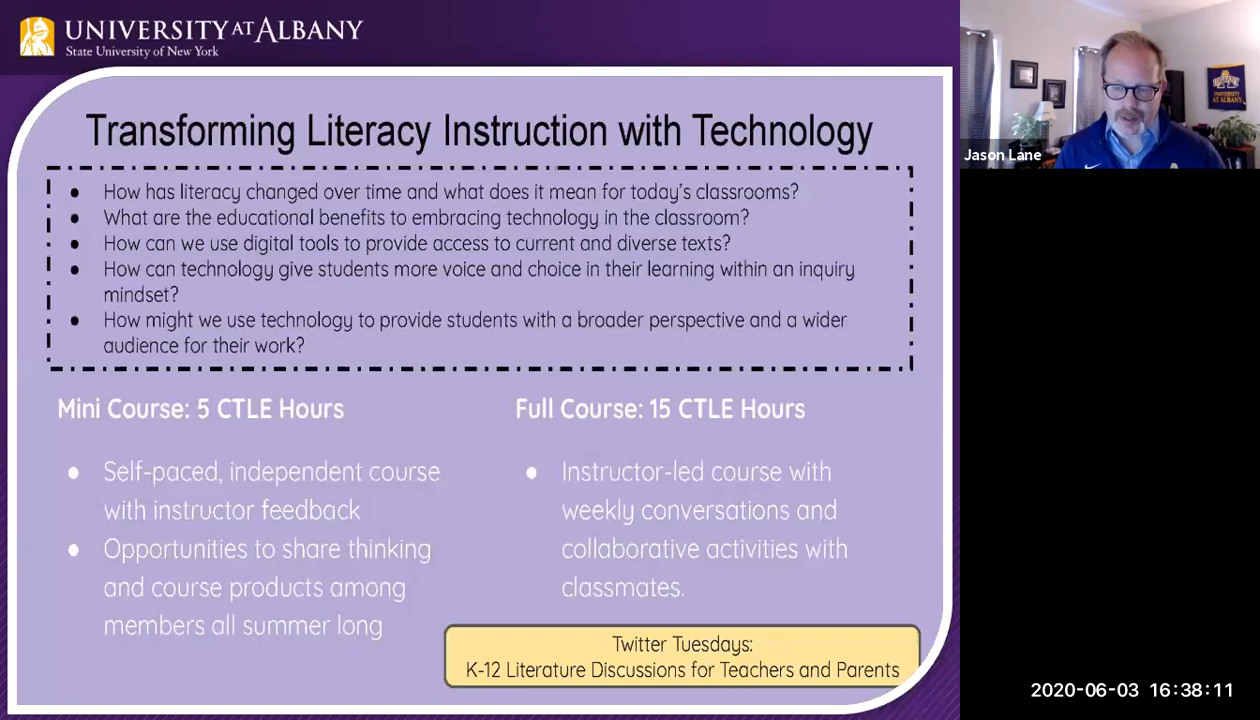 UNIVERSITY AT ALBANY
State University of New York
Transforming Literacy Instruction with Technology
● How has literacy changed over time and what does it mean for today's classrooms?
● What are the educational benefits to embracing technology in the classroom?
● How can we use digital tools to provide access to current and diverse texts?
● How can technology give students more voice and choice in their learning within an inquiry
mindset?
● How might we use technology to provide students with a broader perspective and a wider
audience for their work?
Mini Course: 5 CTLE Hours
● Self-paced, independent course
with instructor feedback
● Opportunities to share thinking
and course products among
members all summer long
Full Course: 15 CTLE Hours
● Instructor-led course with
weekly conversations and
collaborative activities with
classmates.
Twitter Tuesdays:
K-12 Literature Discussions for Teachers and Parents
UNIVERSITY
AT ALBANY
Jason Lane
2020-06-03 16:38:11